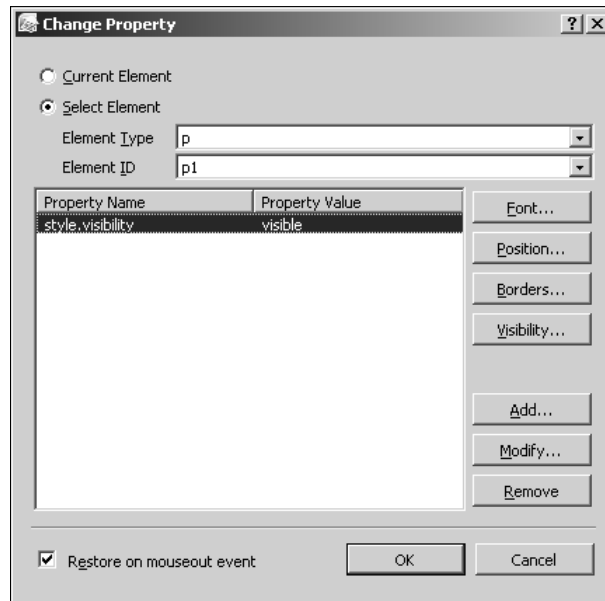 Change Property
Current Element
Select Element
Element Type p
Element ID p1
Property Name Property Value
style.visibility visible
Font...
Position...
Borders...
Visibility...
Add...
Modify...
Remove
Restore on mouseout event
OK
Cancel